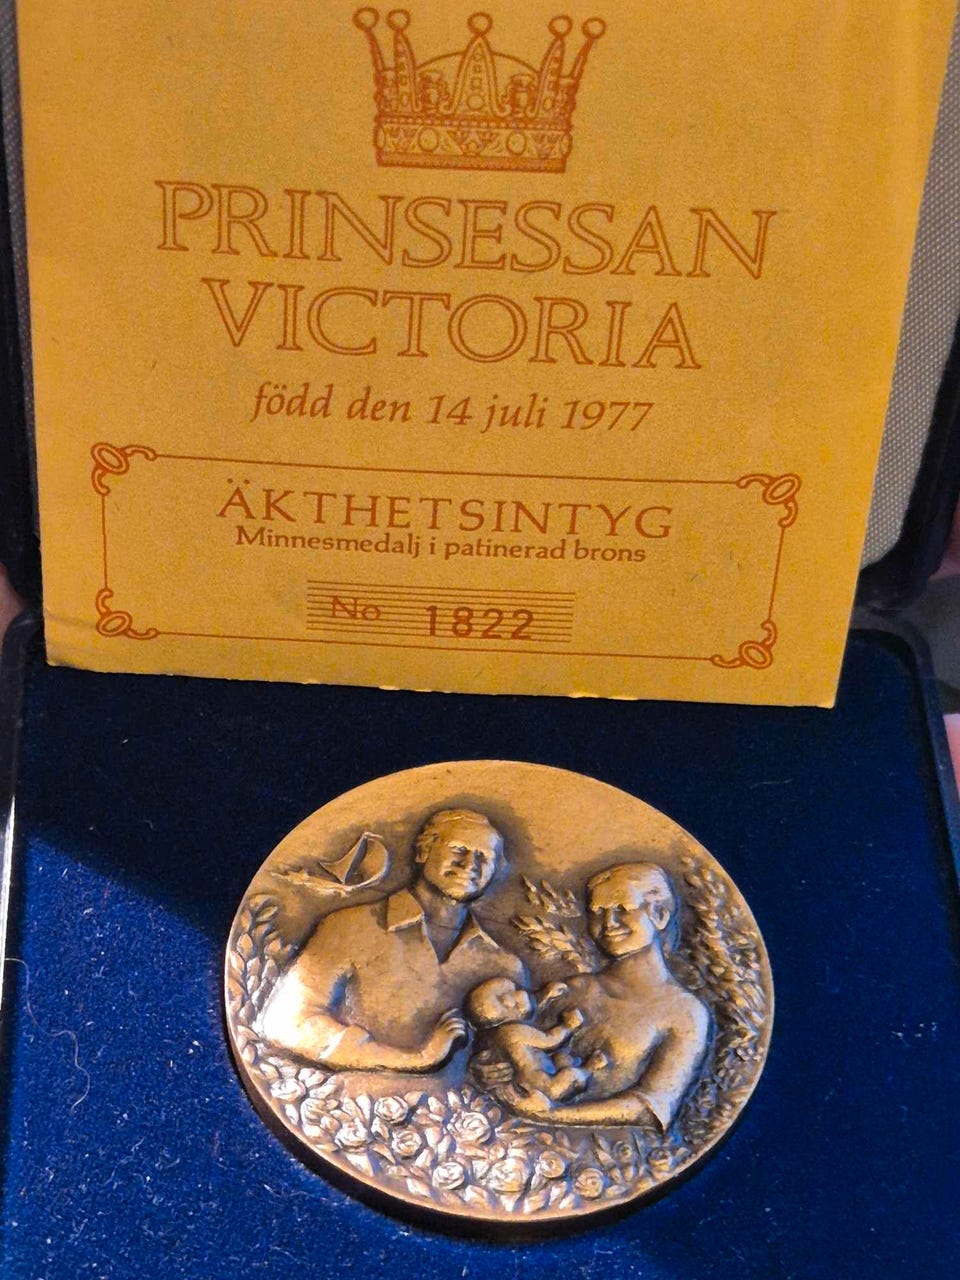 PRINSESSAN
VICTORIA
född den 14 juli 1977
ÄKTHETSINTYG
Minnesmedalj i patinerad brons
No 1822